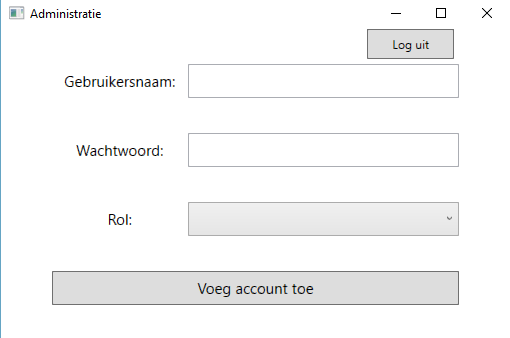 Administratie
Log uit
Gebruikersnaam:
Wachtwoord:
Rol:
Voeg account toe